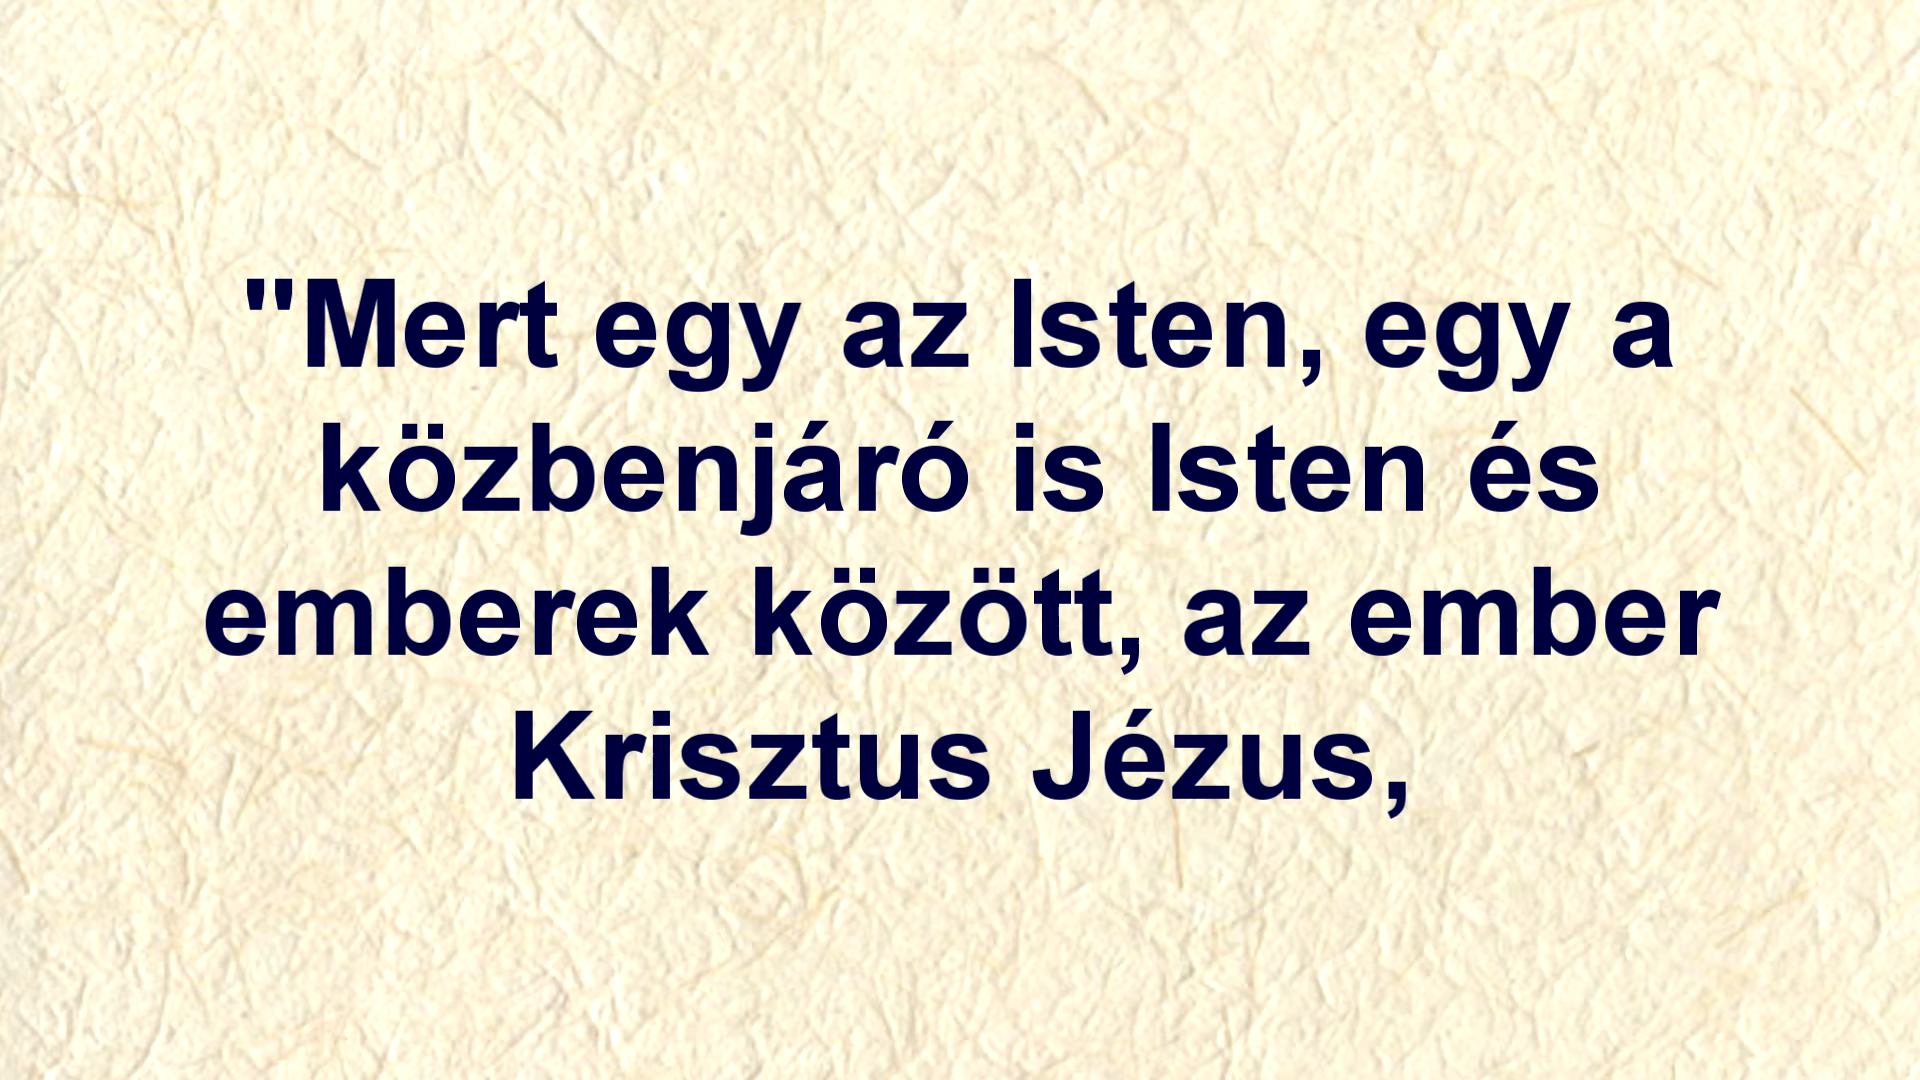 "Mert egy az Isten, egy a
közbenjáró is Isten és
emberek között, az ember
Krisztus Jézus,